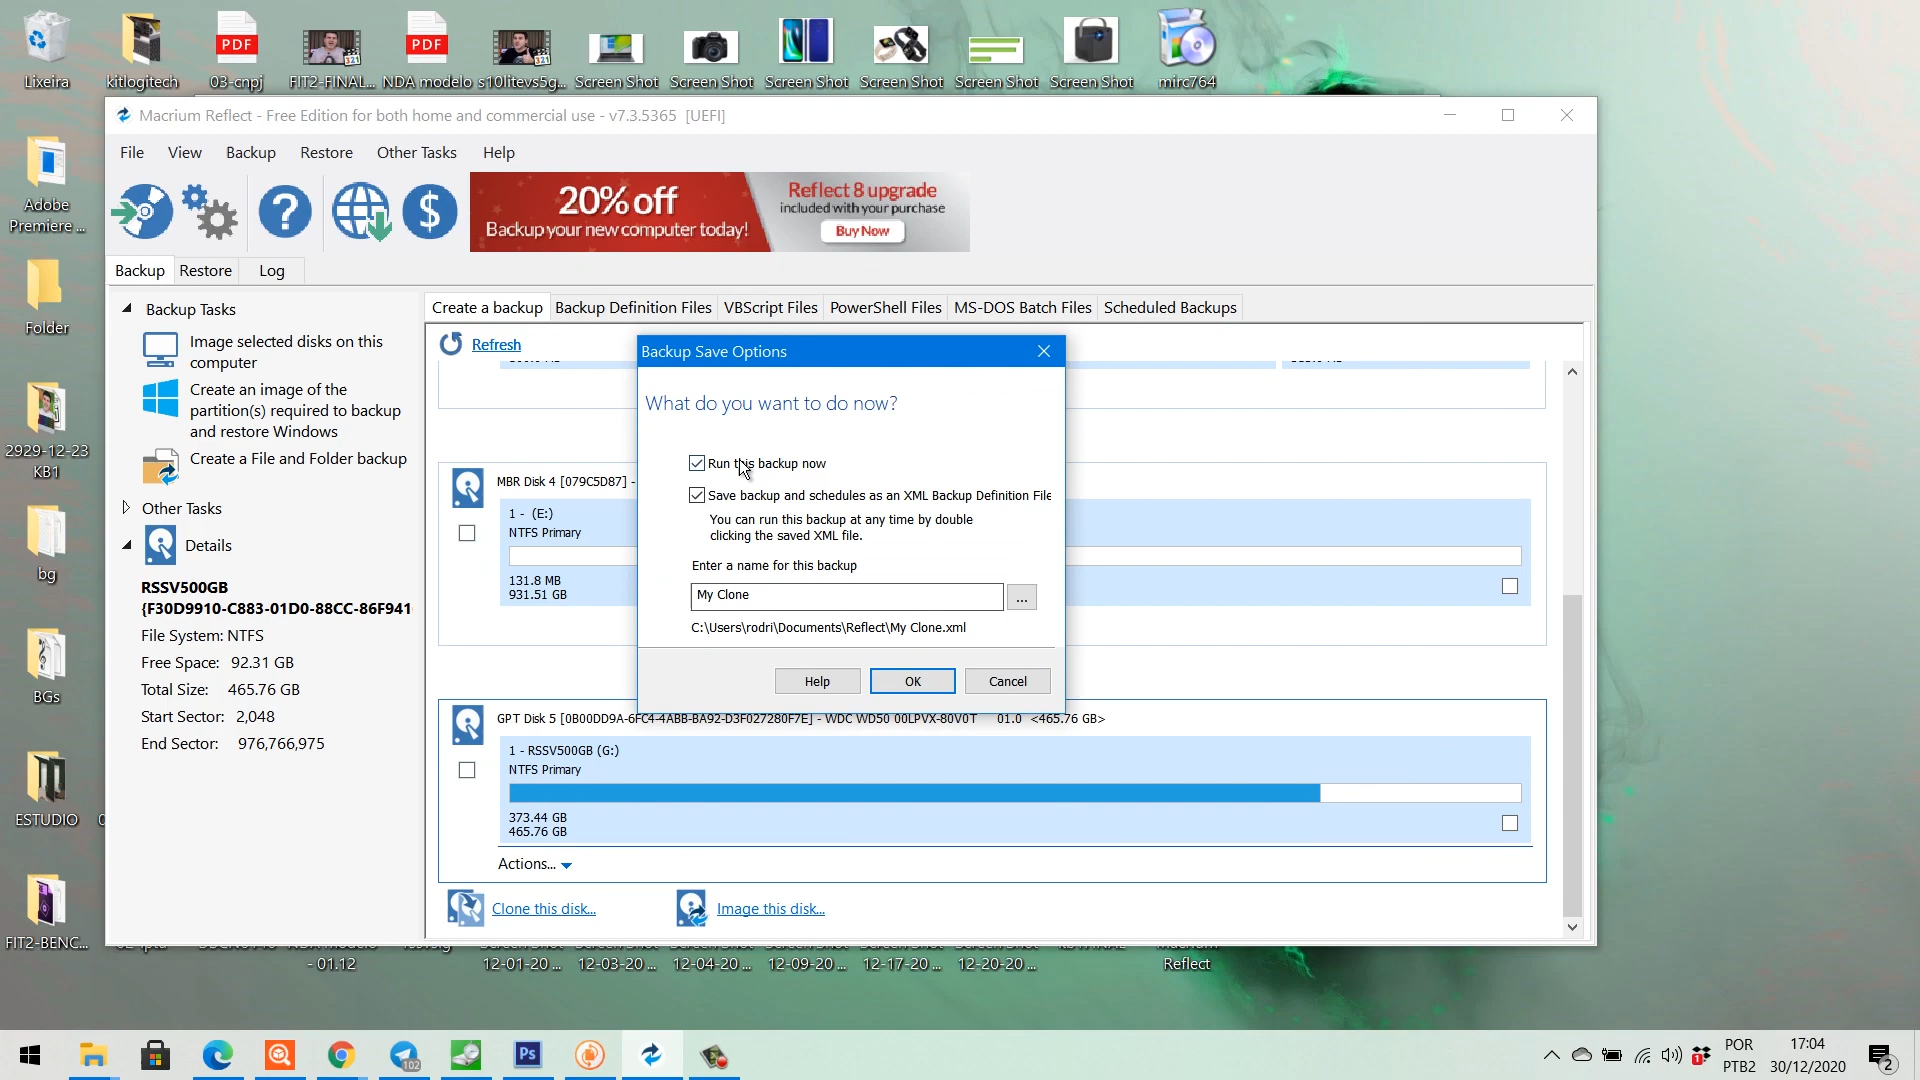 Lixeira
kitlogitech
03-cnpj
FIT2-FINAL...
NDA modelo
s10litevs5g...
Screen Shot
Screen Shot
Screen Shot
Screen Shot
Screen Shot
Screen Shot
mirc764
PDF
PDF
321
321
Adobe
Premiere ...
Folder
2929-12-23
KB1
bg
BGs
ESTUDIO
FIT2-BENC...
Macrium Reflect - Free Edition for both home and commercial use - v7.3.5365 [UEFI]
File
View
Backup
Restore
Other Tasks
Help
20% off
Backup your new computer today!
Reflect 8 upgrade
included with your purchase
Buy Now
Backup
Restore
Log
Backup Tasks
Image selected disks on this
computer
Create an image of the
partition(s) required to backup
and restore Windows
Create a File and Folder backup
Other Tasks
Details
RSSV500GB
{F30D9910-C883-01D0-88CC-86F941
File System: NTFS
Free Space: 92.31 GB
Total Size: 465.76 GB
Start Sector: 2,048
End Sector: 976,766,975
Create a backup
Backup Definition Files
VBScript Files
PowerShell Files
MS-DOS Batch Files
Scheduled Backups
Refresh
MBR Disk 4 [079C5D87] -
1 - (E:)
NTFS Primary
131.8 MB
931.51 GB
Backup Save Options
What do you want to do now?
Run this backup now
Save backup and schedules as an XML Backup Definition File
You can run this backup at any time by double
clicking the saved XML file.
Enter a name for this backup
My Clone
...
C:\Users\rodri\Documents\Reflect\My Clone.xml
Help
OK
Cancel
GPT Disk 5 [0B00DD9A-6FC4-4ABB-BA92-D3F027280F7E] - WDC WD50 00LPVX-80V0T 01.0 <465.76 GB>
1 - RSSV500GB (G:)
NTFS Primary
373.44 GB
465.76 GB
Actions...
Clone this disk...
Image this disk...
- 01.12
12-01-20 ...
12-03-20 ...
12-04-20 ...
12-09-20 ...
12-17-20 ...
12-20-20 ...
Reflect
102
Ps
1
POR
PTB2
17:04
30/12/2020
2